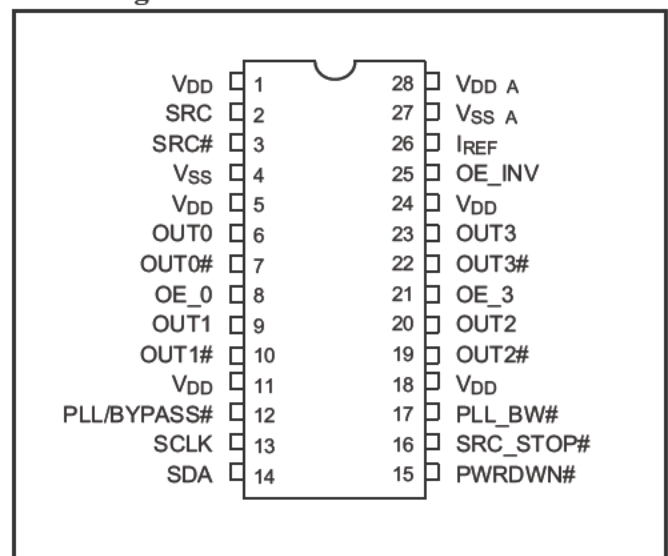 VDD 1 28 VDD A
SRC 2 27 VSS A
SRC# 3 26 IREF
VSS 4 25 OE_INV
VDD 5 24 VDD
OUT0 6 23 OUT3
OUT0# 7 22 OUT3#
OE_0 8 21 OE_3
OUT1 9 20 OUT2
OUT1# 10 19 OUT2#
VDD 11 18 VDD
PLL/BYPASS# 12 17 PLL_BW#
SCLK 13 16 SRC_STOP#
SDA 14 15 PWRDWN#